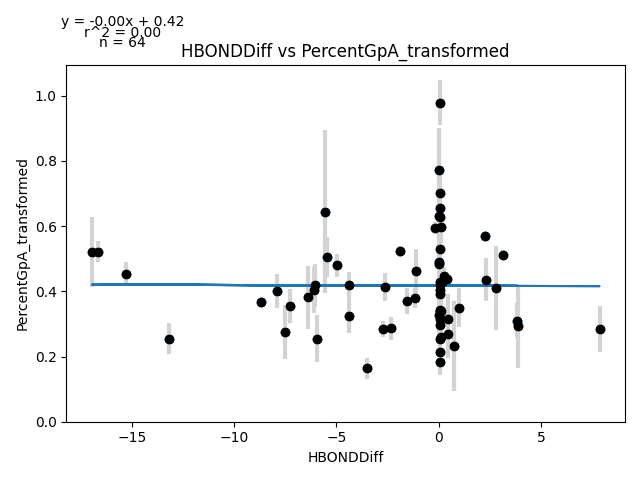 y = -0.00x + 0.42
r^2 = 0.00
n = 64
HBONDDiff vs PercentGpA_transformed
PercentGpA_transformed
1.0
0.8
0.6
0.4
0.2
0.0
−15
−10
−5
0
5
HBONDDiff